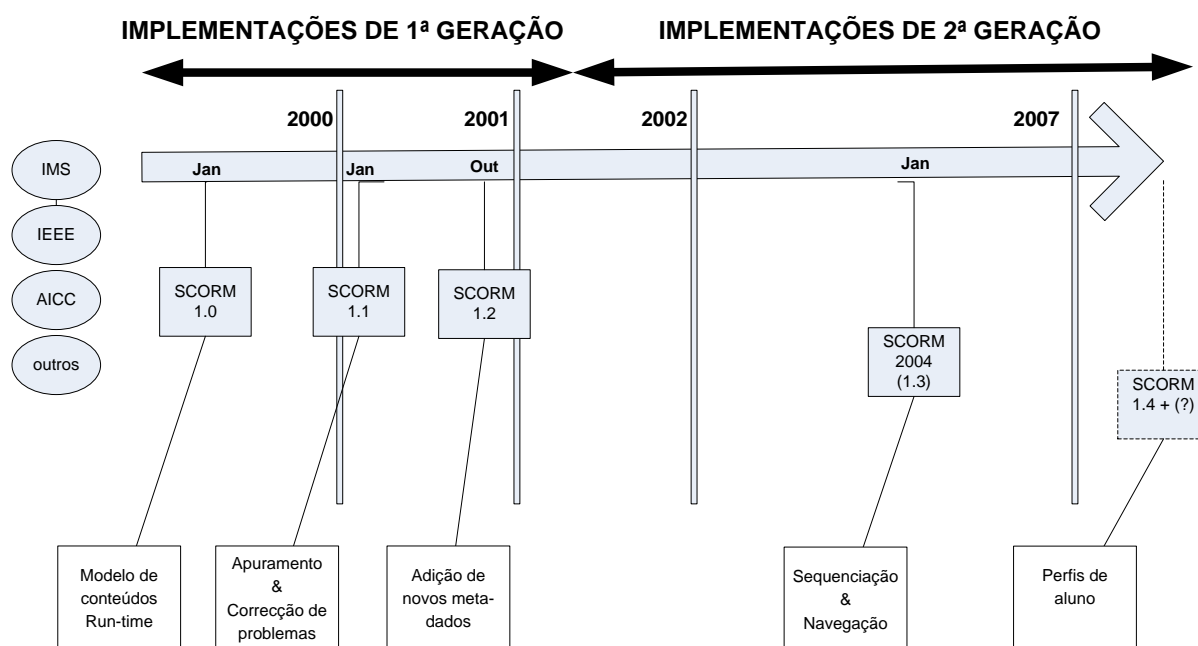 IMPLEMENTAÇÕES DE 1ª GERAÇÃO
IMPLEMENTAÇÕES DE 2ª GERAÇÃO
2000
2001
2002
2007
Jan
Jan
Out
Jan
IMS
IEEE
AICC
outros
SCORM
1.0
SCORM
1.1
SCORM
1.2
SCORM
2004
(1.3)
SCORM
1.4 + (?)
Modelo de
conteúdos
Run-time
Apuramento
&
Correcção de
problemas
Adição de
novos meta-
dados
Sequenciação
&
Navegação
Perfis de
aluno